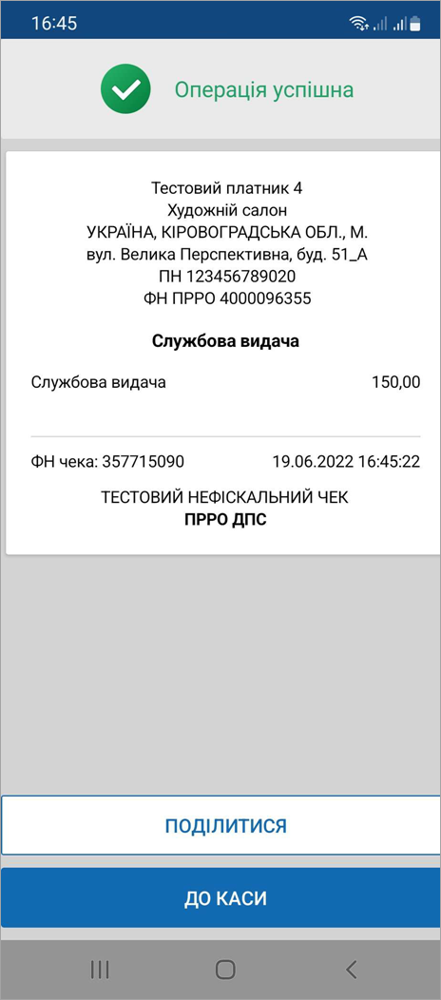 16:45
Операція успішна
Тестовий платник 4
Художній салон
УКРАЇНА, КІРОВОГРАДСЬКА ОБЛ., М.
вул. Велика Перспективна, буд. 51_А
ПН 123456789020
ФН ПРРО 4000096355
Службова видача
Службова видача 150,00
ФН чека: 357715090 19.06.2022 16:45:22
ТЕСТОВИЙ НЕФІСКАЛЬНИЙ ЧЕК
ПРРО ДПС
ПОДІЛИТИСЯ
ДО КАСИ